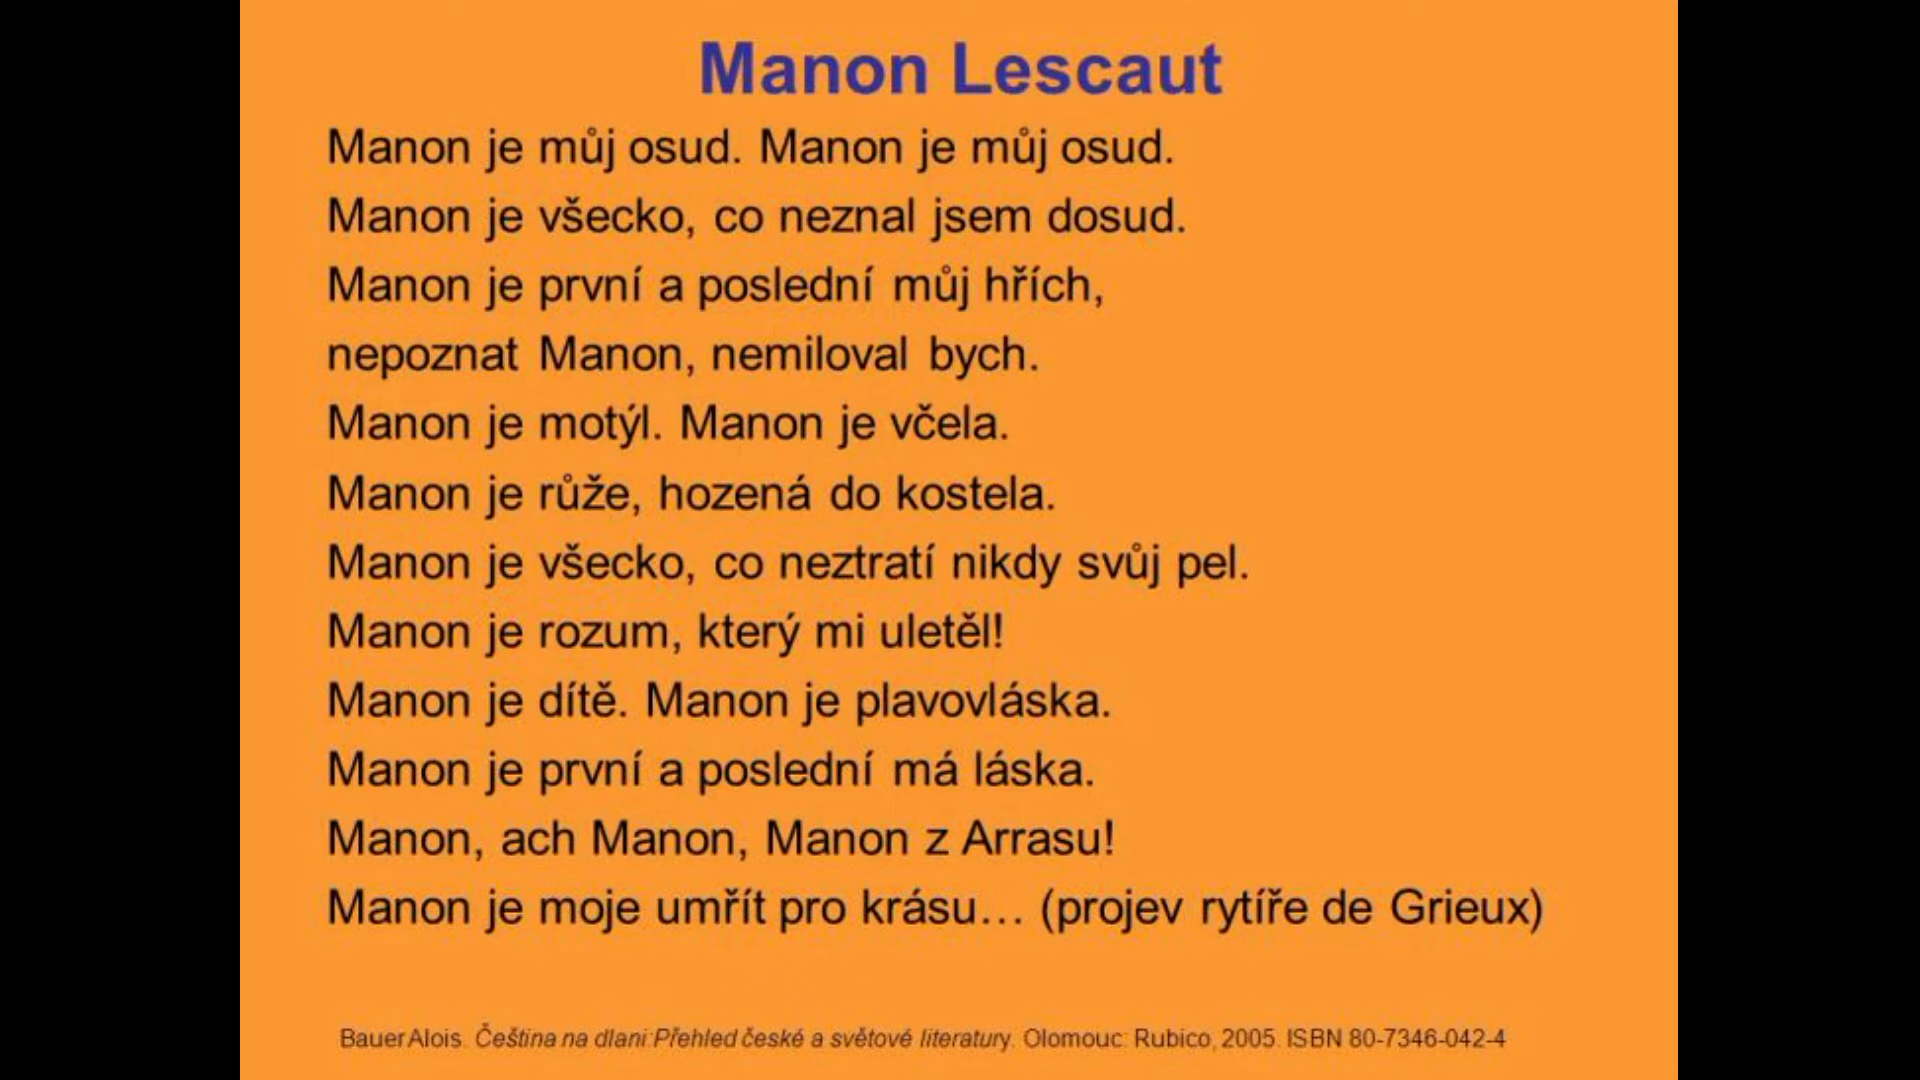 Manon Lescaut
Manon je můj osud. Manon je můj osud.
Manon je všecko, co neznal jsem dosud.
Manon je první a poslední můj hřích,
nepoznat Manon, nemiloval bych.
Manon je motýl. Manon je včela.
Manon je růže, hozená do kostela.
Manon je všecko, co neztratí nikdy svůj pel.
Manon je rozum, který mi uletěl!
Manon je dítě. Manon je plavovláska.
Manon je první a poslední má láska.
Manon, ach Manon, Manon z Arrasu!
Manon je moje umřít pro krásu… (projev rytíře de Grieux)
Bauer Alois. Čeština na dlani:Přehled české a světové literatury. Olomouc: Rubico, 2005. ISBN 80-7346-042-4